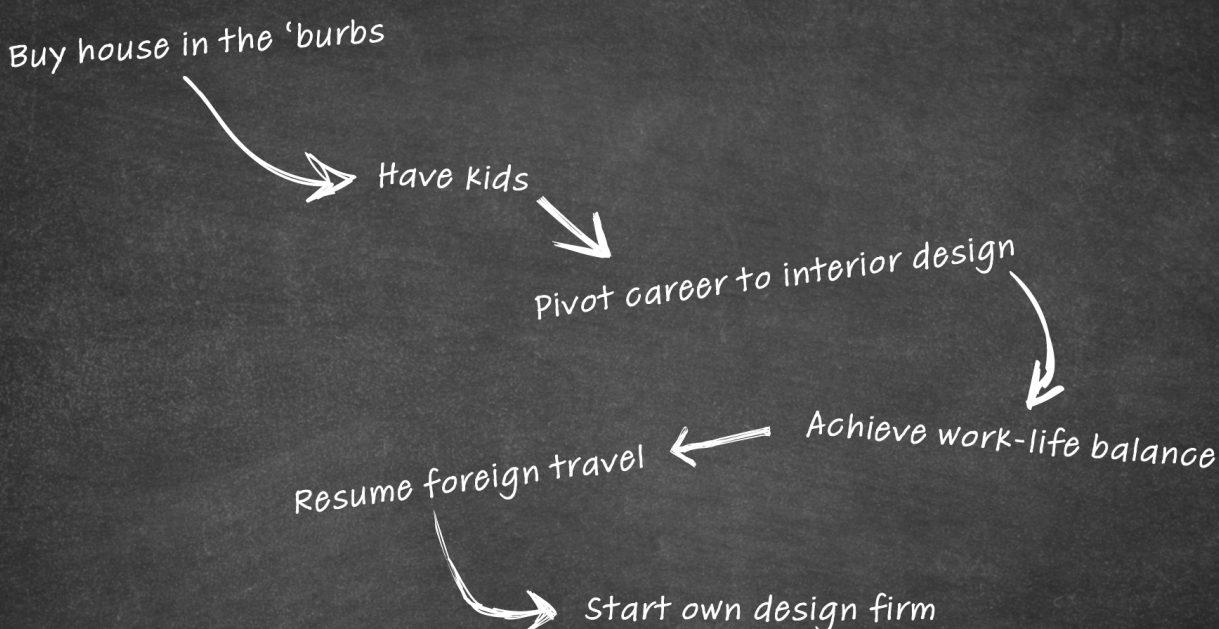 Buy house in the ‘burbs
Have kids
Pivot career to interior design
Achieve work-life balance
Resume foreign travel
Start own design firm